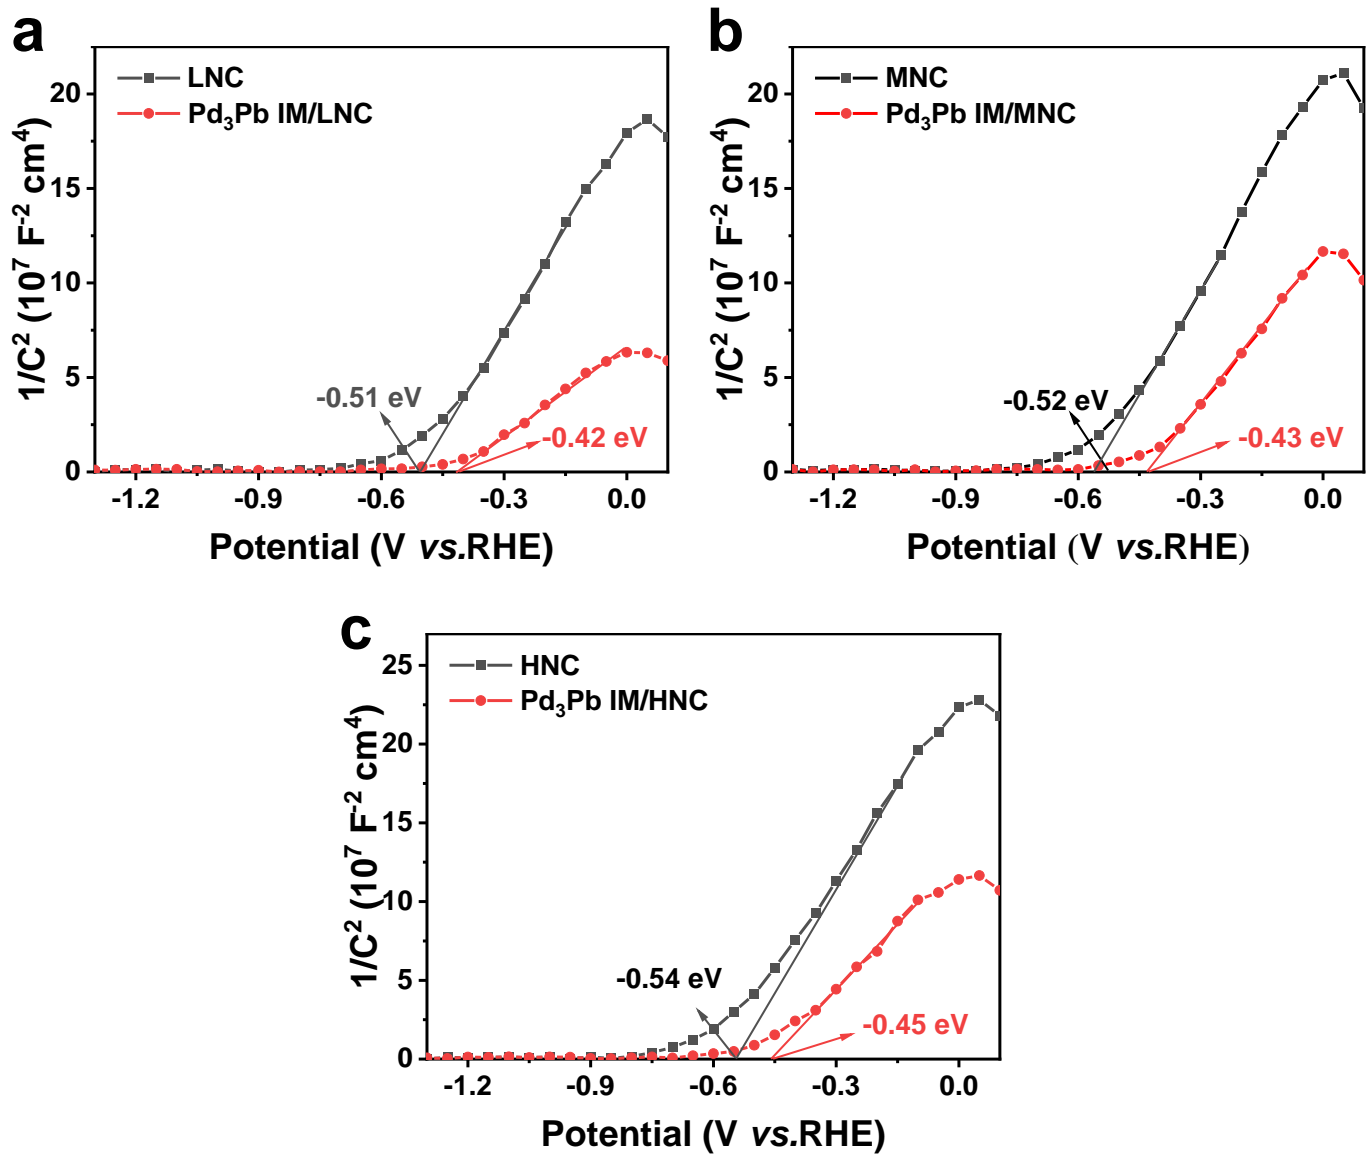 a
LNC
Pd₃Pb IM/LNC
1/C² (10⁷ F⁻² cm⁴)
20
15
10
5
0
-0.51 eV
-0.42 eV
-1.2 -0.9 -0.6 -0.3 0.0
Potential (V vs.RHE)
b
MNC
Pd₃Pb IM/MNC
1/C² (10⁷ F⁻² cm⁴)
20
15
10
5
0
-0.52 eV
-0.43 eV
-1.2 -0.9 -0.6 -0.3 0.0
Potential (V vs.RHE)
c
HNC
Pd₃Pb IM/HNC
1/C² (10⁷ F⁻² cm⁴)
25
20
15
10
5
0
-0.54 eV
-0.45 eV
-1.2 -0.9 -0.6 -0.3 0.0
Potential (V vs.RHE)